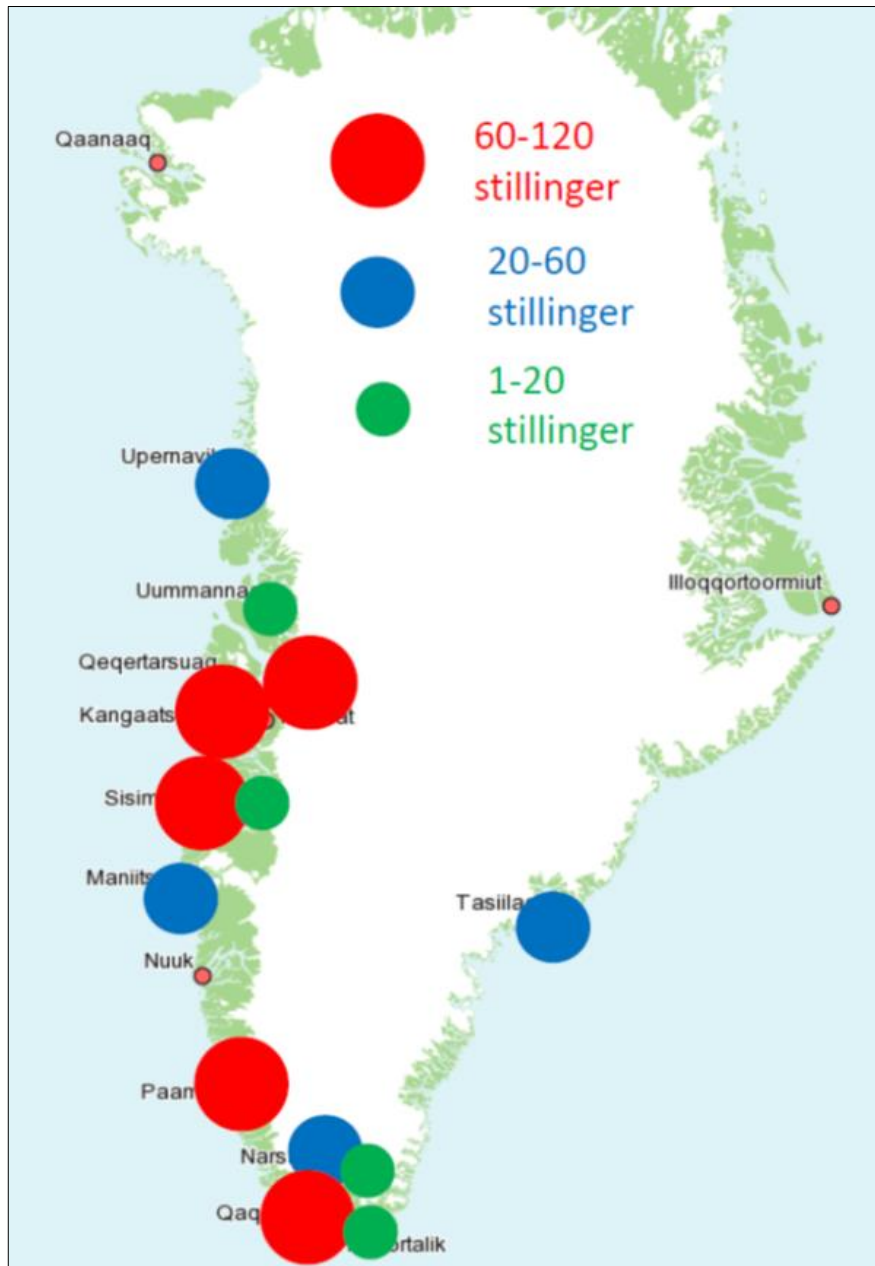 Qaanaaq
60-120
stillinger
20-60
stillinger
1-20
stillinger
Upernavi
Uummanna
Illoqqortoormiut
Qeqertarsuaq
Kangaats
at
Sisim
Maniits
Tasiila
Nuuk
Paam
Nars
Qaq
ortalik